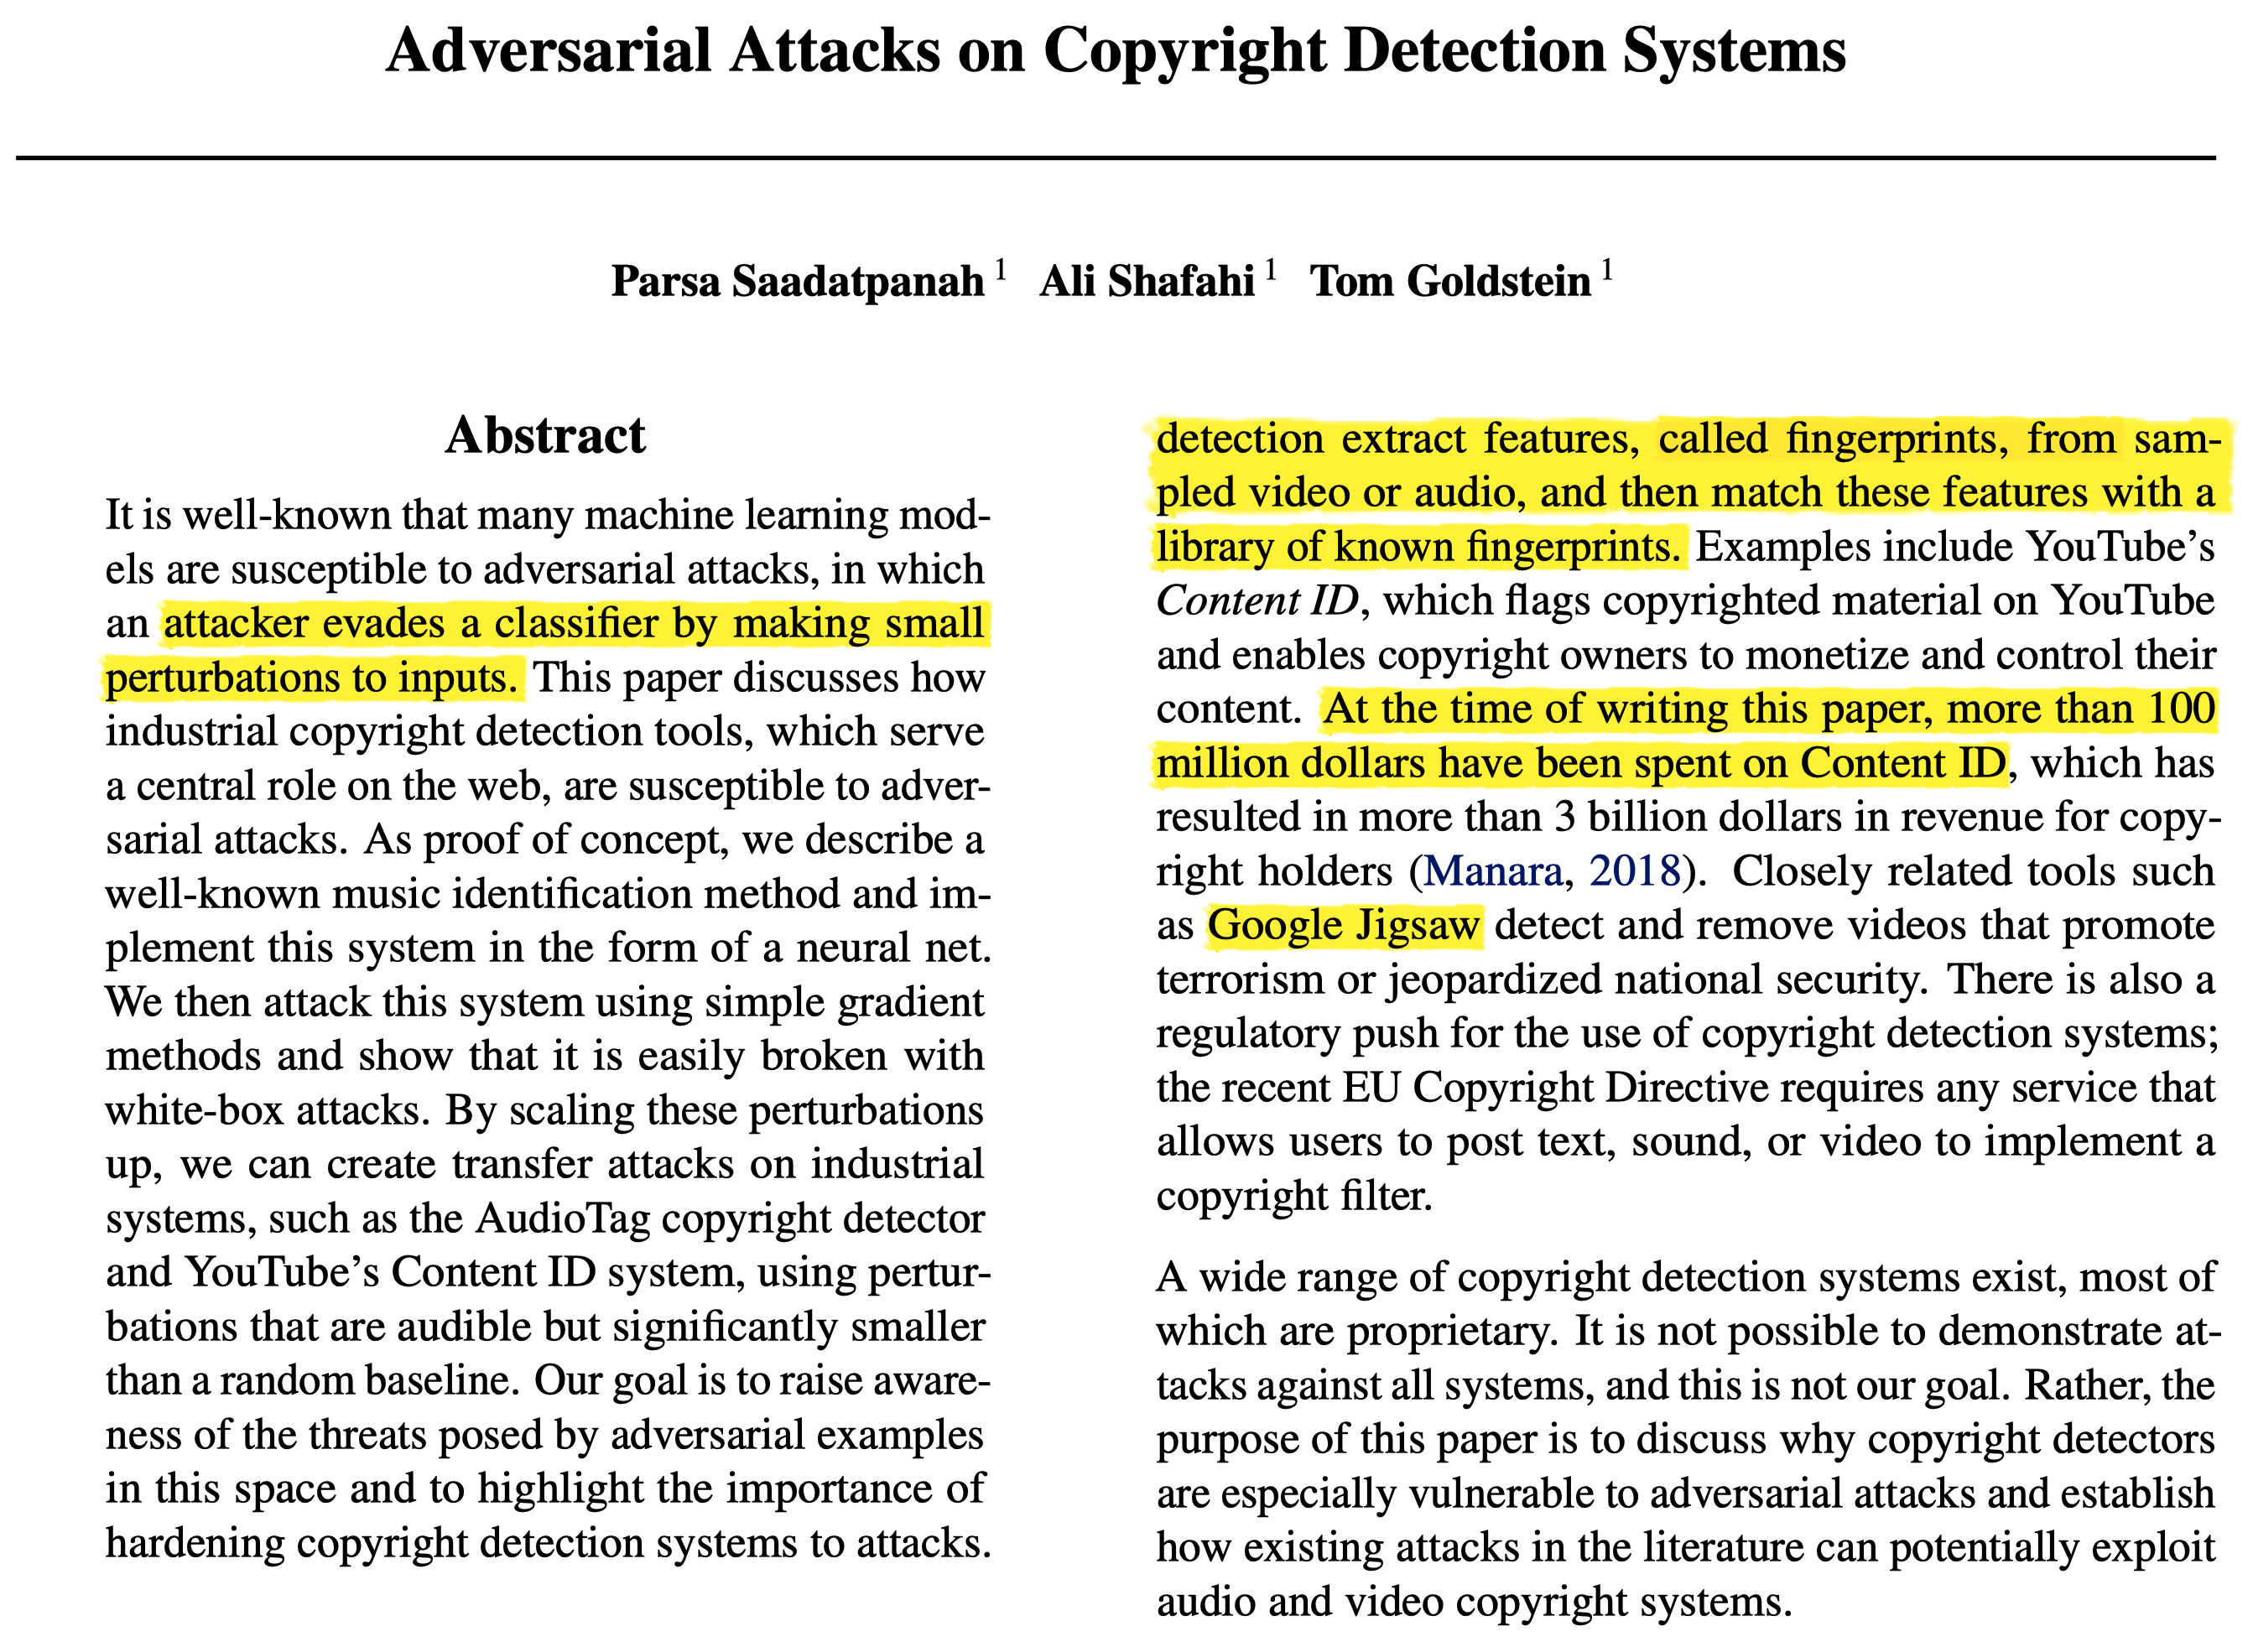 Adversarial Attacks on Copyright Detection Systems
Parsa Saadatpanah 1 Ali Shafahi 1 Tom Goldstein 1
Abstract
It is well-known that many machine learning mod-
els are susceptible to adversarial attacks, in which
an attacker evades a classifier by making small
perturbations to inputs. This paper discusses how
industrial copyright detection tools, which serve
a central role on the web, are susceptible to adver-
sarial attacks. As proof of concept, we describe a
well-known music identification method and im-
plement this system in the form of a neural net.
We then attack this system using simple gradient
methods and show that it is easily broken with
white-box attacks. By scaling these perturbations
up, we can create transfer attacks on industrial
systems, such as the AudioTag copyright detector
and YouTube's Content ID system, using pertur-
bations that are audible but significantly smaller
than a random baseline. Our goal is to raise aware-
ness of the threats posed by adversarial examples
in this space and to highlight the importance of
hardening copyright detection systems to attacks.
detection extract features, called fingerprints, from sam-
pled video or audio, and then match these features with a
library of known fingerprints. Examples include YouTube's
Content ID, which flags copyrighted material on YouTube
and enables copyright owners to monetize and control their
content. At the time of writing this paper, more than 100
million dollars have been spent on Content ID, which has
resulted in more than 3 billion dollars in revenue for copy-
right holders (Manara, 2018). Closely related tools such
as Google Jigsaw detect and remove videos that promote
terrorism or jeopardized national security. There is also a
regulatory push for the use of copyright detection systems;
the recent EU Copyright Directive requires any service that
allows users to post text, sound, or video to implement a
copyright filter.
A wide range of copyright detection systems exist, most of
which are proprietary. It is not possible to demonstrate at-
tacks against all systems, and this is not our goal. Rather, the
purpose of this paper is to discuss why copyright detectors
are especially vulnerable to adversarial attacks and establish
how existing attacks in the literature can potentially exploit
audio and video copyright systems.